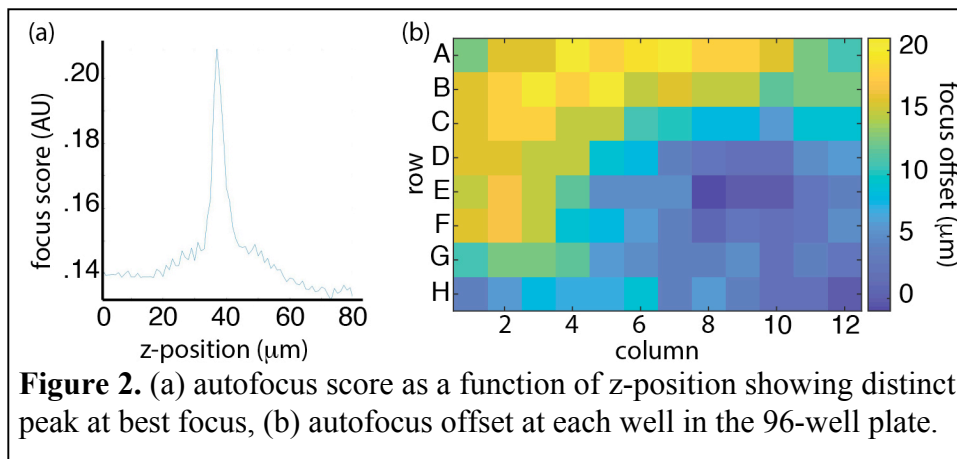 (a)
focus score (AU)
.20
.18
.16
.14
0 20 40 60 80
z-position (μm)
(b)
row
A
B
C
D
E
F
G
H
2 4 6 8 10 12
column
20
15
10
5
0
focus offset (μm)
Figure 2. (a) autofocus score as a function of z-position showing distinct
peak at best focus, (b) autofocus offset at each well in the 96-well plate.